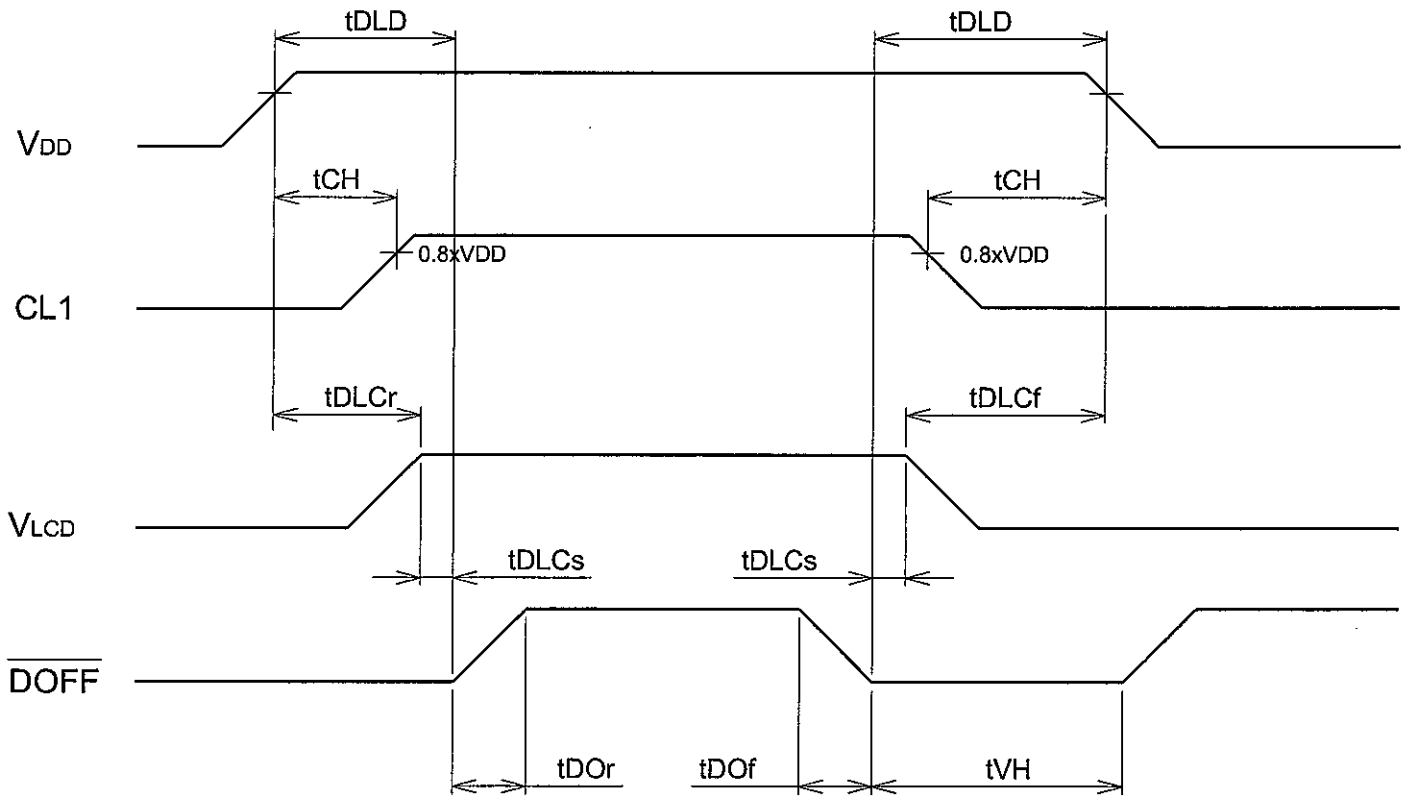 tDLD tDLD
VDD
tCH tCH
0.8xVDD 0.8xVDD
CL1
tDLCr tDLCf
VLCD
tDLCs tDLCs
DOFF
tDOr tDOf tVH